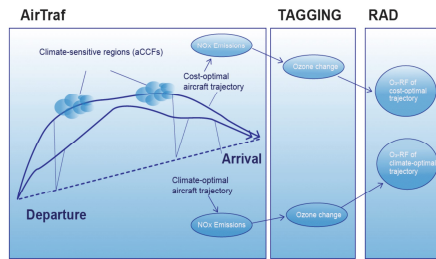 AirTraf
TAGGING
RAD
Climate-sensitive regions (aCCFs)
NOx Emissions
Ozone change
Cost-optimal
aircraft trajectory
O₃-RF of
cost-optimal
trajectory
Arrival
O₃-RF of
climate-optimal
trajectory
Climate-optimal
aircraft trajectory
Departure
NOx Emissions
Ozone change